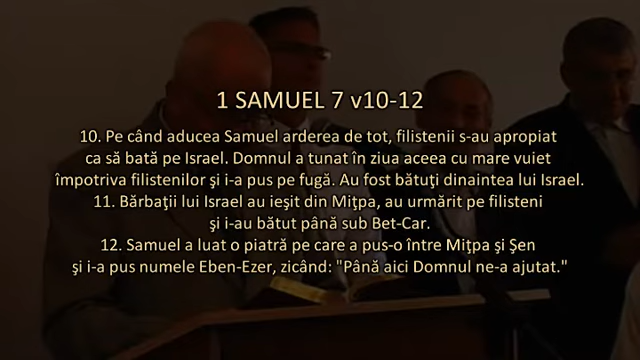 1 SAMUEL 7 v10-12
10. Pe când aducea Samuel arderea de tot, filistenii s-au apropiat
ca să bată pe Israel. Domnul a tunat în ziua aceea cu mare vuiet
împotriva filistenilor şi i-a pus pe fugă. Au fost bătuţi dinaintea lui Israel.
11. Bărbaţii lui Israel au ieşit din Miţpa, au urmărit pe filisteni
şi i-au bătut până sub Bet-Car.
12. Samuel a luat o piatră pe care a pus-o între Miţpa şi Şen
şi i-a pus numele Eben-Ezer, zicând: "Până aici Domnul ne-a ajutat."